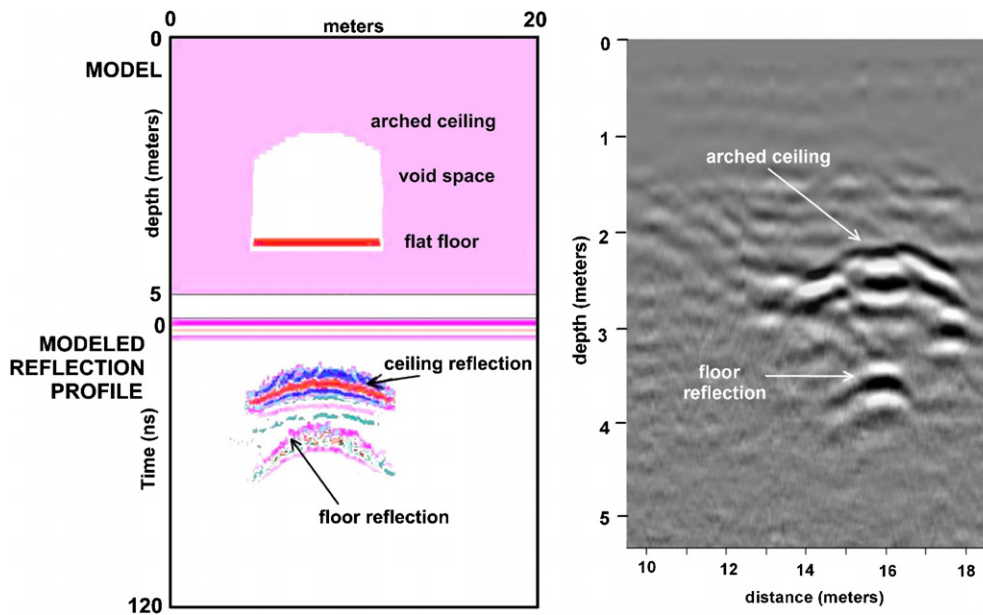 0
meters
20
0
MODEL
arched ceiling
void space
flat floor
depth (meters)
5
0
MODELED
REFLECTION
PROFILE
ceiling reflection
floor reflection
Time (ns)
120
0
1
2
3
4
5
depth (meters)
arched ceiling
floor
reflection
10
12
14
16
18
distance (meters)